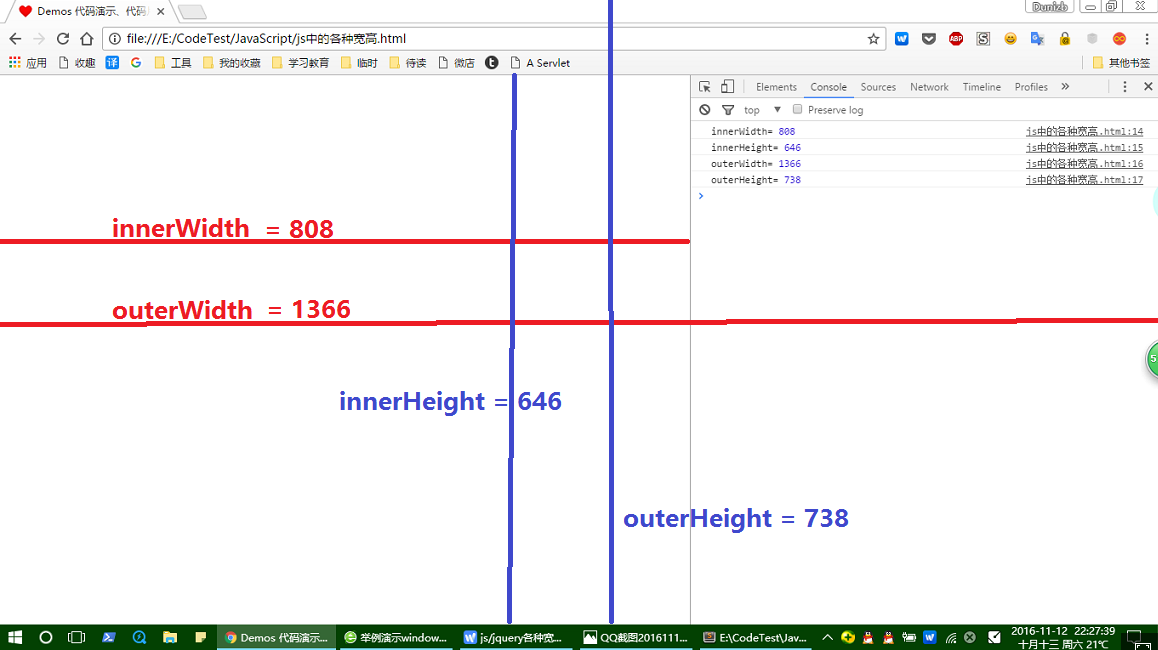 Demos 代码演示、代码
Dunizb
file:///E:/CodeTest/JavaScript/js中的各种宽高.html
应用 收趣 译 G 工具 我的收藏 学习教育 临时 待读 微店 t A Servlet 其他书签
Elements Console Sources Network Timeline Profiles
top Preserve log
innerWidth= 808 js中的各种宽高.html:14
innerHeight= 646 js中的各种宽高.html:15
outerWidth= 1366 js中的各种宽高.html:16
outerHeight= 738 js中的各种宽高.html:17
innerWidth = 808
outerWidth = 1366
innerHeight = 646
outerHeight = 738
Demos 代码演示... 举例演示window... js/jquery各种宽... QQ截图2016111... E:\CodeTest\Jav...
2016-11-12 22:27:39
十月十三 周六 21℃